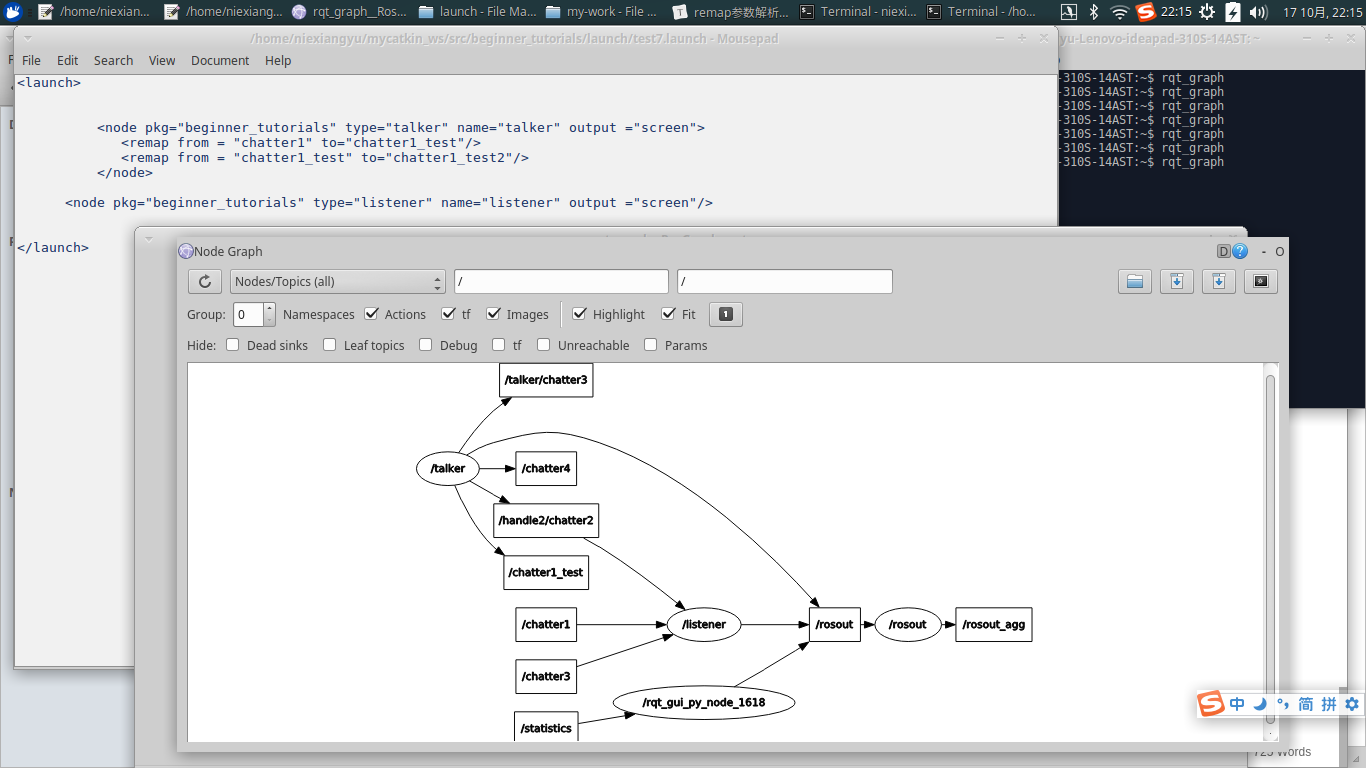 /home/niexian...
/home/niexiang...
rqt_graph__Ros...
launch - File Ma...
my-work - File ...
remap参数解析...
Terminal - niexi...
Terminal - /ho...
22:15
17 10月, 22:15
/home/niexiangyu/mycatkin_ws/src/beginner_tutorials/launch/test7.launch - Mousepad
yu-Lenovo-ideapad-310S-14AST: ~
File Edit Search View Document Help
<launch>
<node pkg="beginner_tutorials" type="talker" name="talker" output ="screen">
<remap from = "chatter1" to="chatter1_test"/>
<remap from = "chatter1_test" to="chatter1_test2"/>
</node>
<node pkg="beginner_tutorials" type="listener" name="listener" output ="screen"/>
</launch>
-310S-14AST:~$ rqt_graph
-310S-14AST:~$ rqt_graph
-310S-14AST:~$ rqt_graph
-310S-14AST:~$ rqt_graph
-310S-14AST:~$ rqt_graph
-310S-14AST:~$ rqt_graph
-310S-14AST:~$ rqt_graph
Node Graph
D ? - O
Nodes/Topics (all)
/
/
Group: 0 Namespaces Actions tf Images Highlight Fit 1
Hide: Dead sinks Leaf topics Debug tf Unreachable Params
/talker/chatter3
/talker
/chatter4
/handle2/chatter2
/chatter1_test
/chatter1
/listener
/rosout
/rosout
/rosout_agg
/chatter3
/rqt_gui_py_node_1618
/statistics
中 简 拼
725 Words